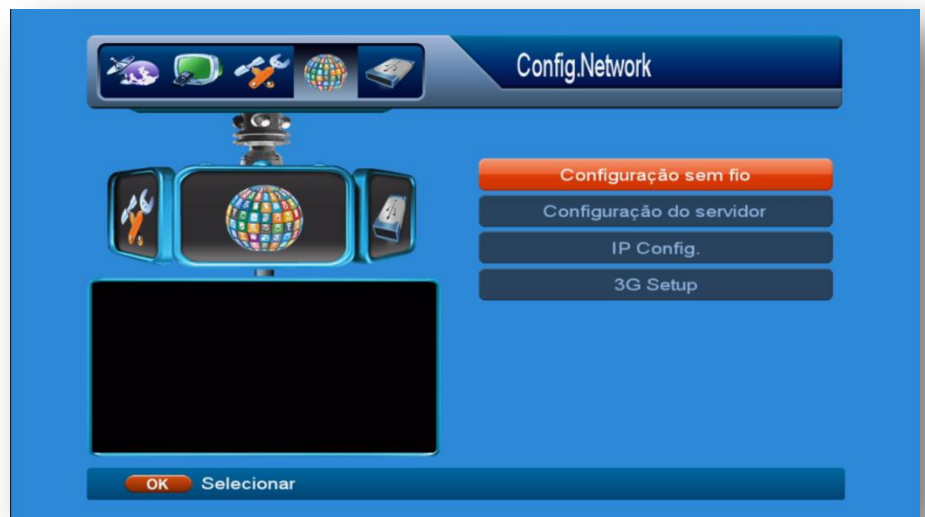 Config.Network
Configuração sem fio
Configuração do servidor
IP Config.
3G Setup
OK Selecionar